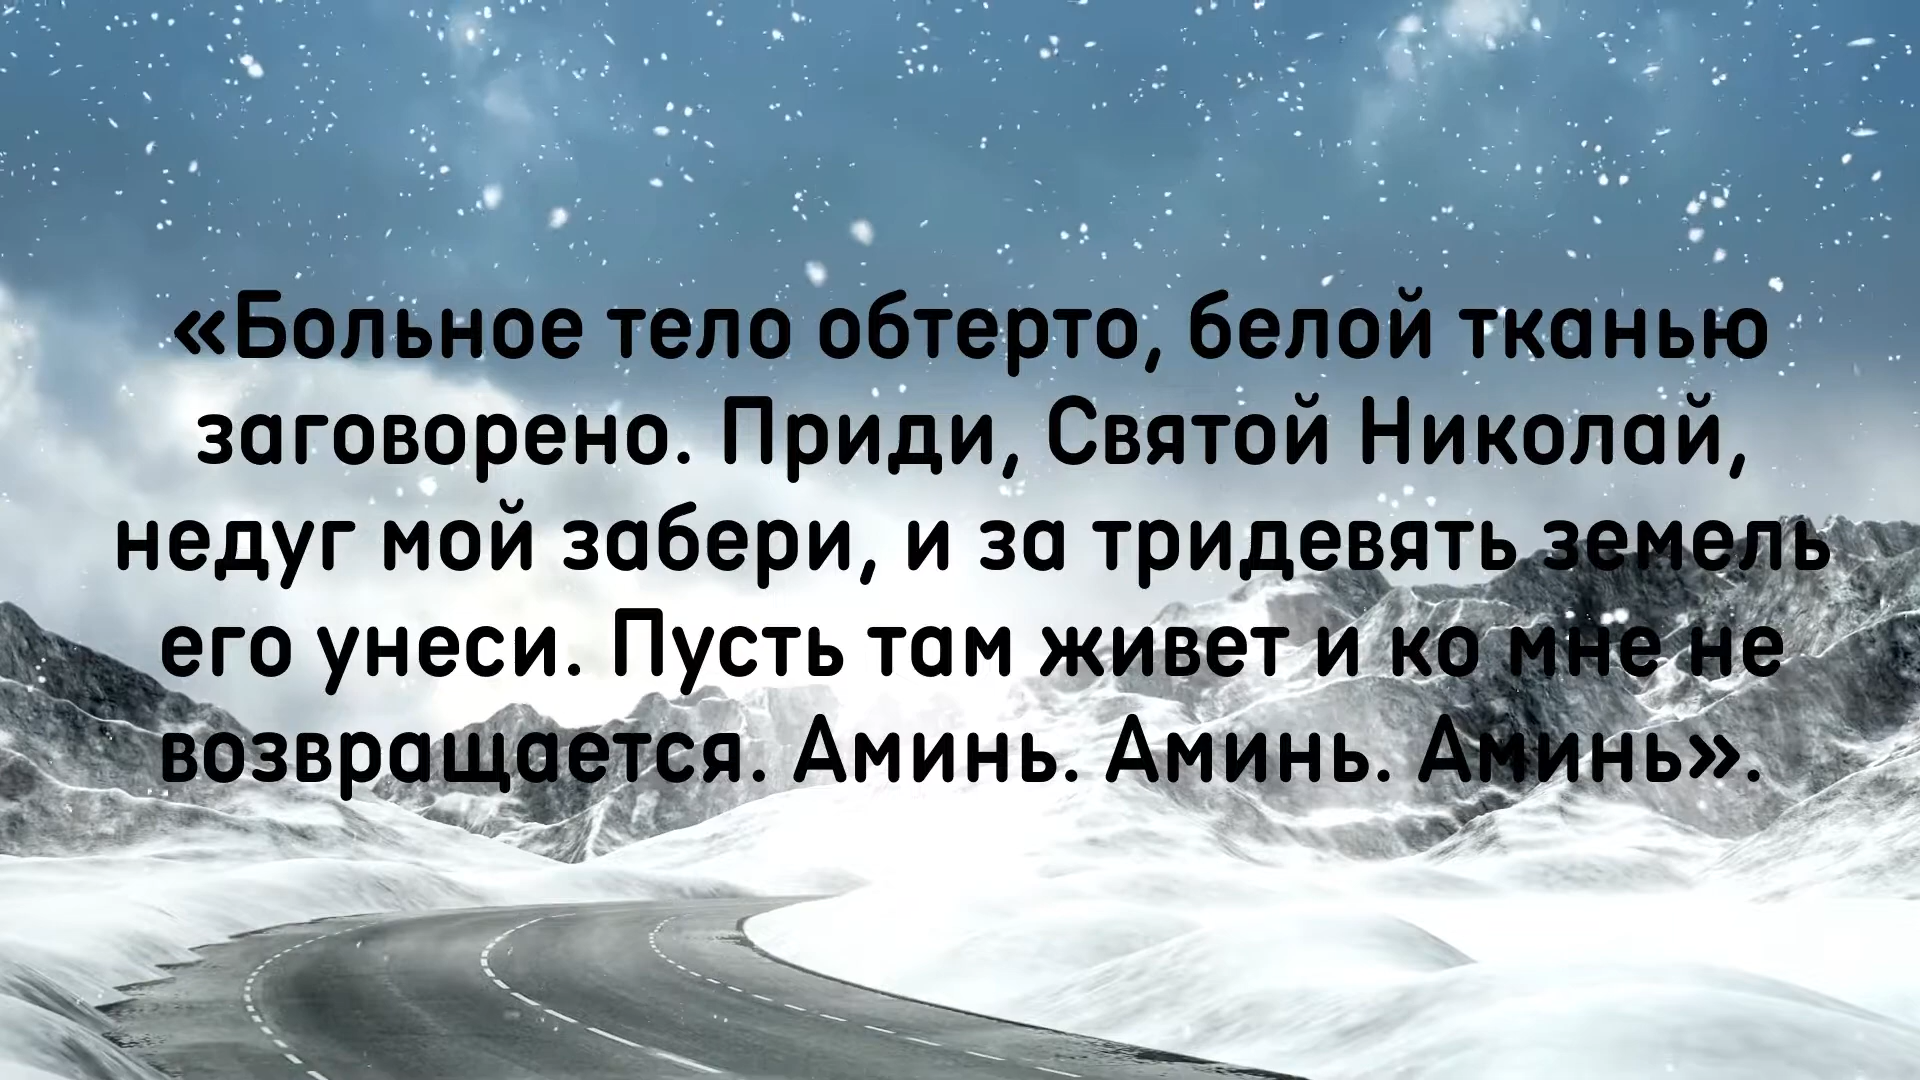 «Больное тело обтерто, белой тканью
заговорено. Приди, Святой Николай,
недуг мой забери, и за тридевять земель
его унеси. Пусть там живет и ко мне не
возвращается. Аминь. Аминь. Аминь».